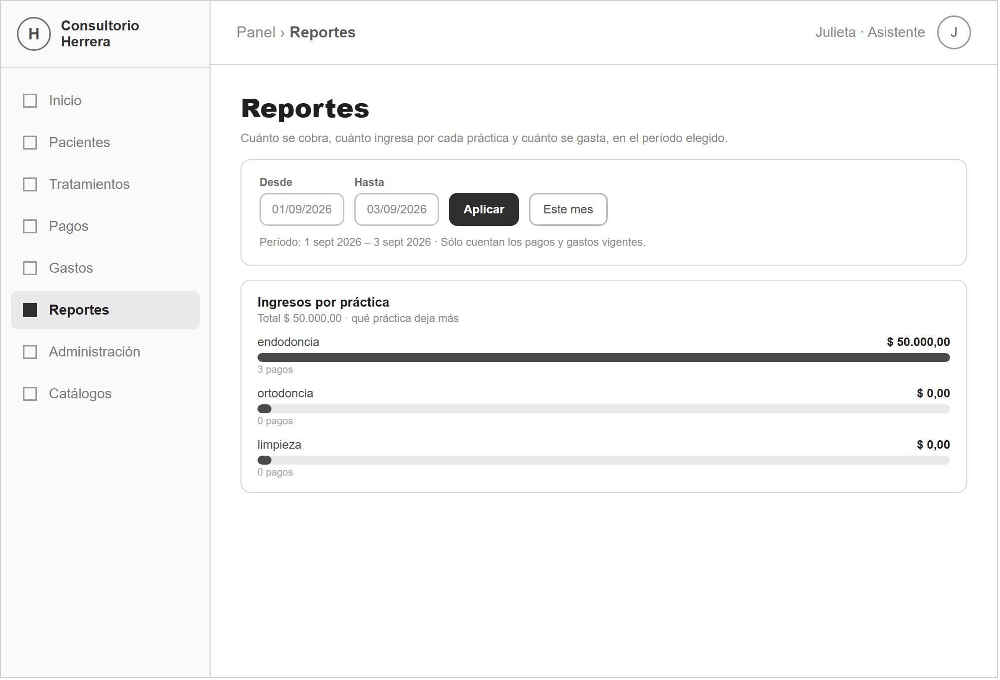 H
Consultorio
Herrera
Inicio
Pacientes
Tratamientos
Pagos
Gastos
Reportes
Administración
Catálogos
Panel › Reportes
Julieta · Asistente
J
Reportes
Cuánto se cobra, cuánto ingresa por cada práctica y cuánto se gasta, en el período elegido.
Desde
Hasta
01/09/2026
03/09/2026
Aplicar
Este mes
Período: 1 sept 2026 – 3 sept 2026 · Sólo cuentan los pagos y gastos vigentes.
Ingresos por práctica
Total $ 50.000,00 · qué práctica deja más
endodoncia $ 50.000,00
3 pagos
ortodoncia $ 0,00
0 pagos
limpieza $ 0,00
0 pagos